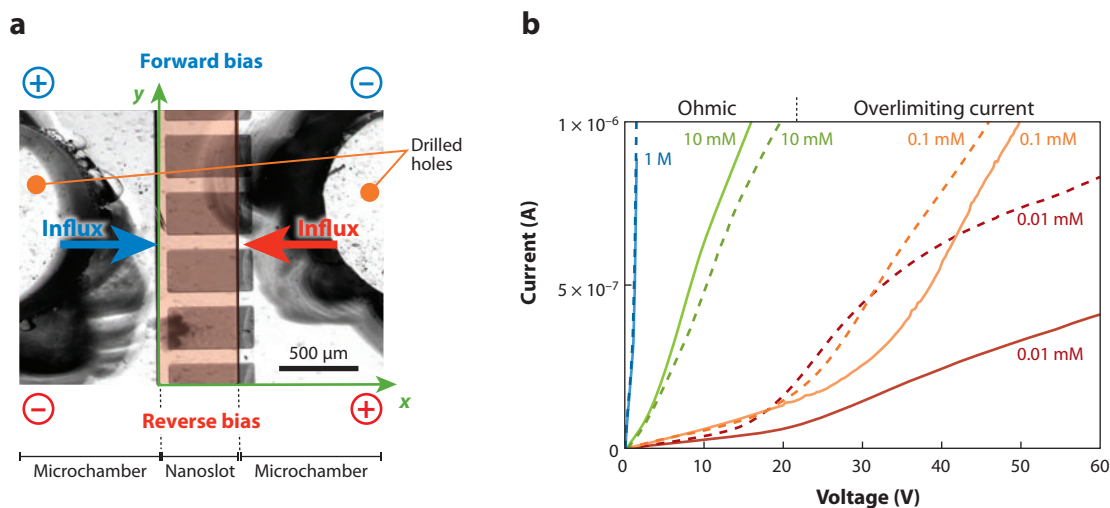 a
Forward bias
+
−
y
Drilled
holes
Influx
Influx
500 µm
x
−
+
Reverse bias
Microchamber
Nanoslot
Microchamber
b
Ohmic
Overlimiting current
1 × 10⁻⁶
10 mM
10 mM
0.1 mM
0.1 mM
1 M
0.01 mM
5 × 10⁻⁷
0.01 mM
0
0
10
20
30
40
50
60
Current (A)
Voltage (V)